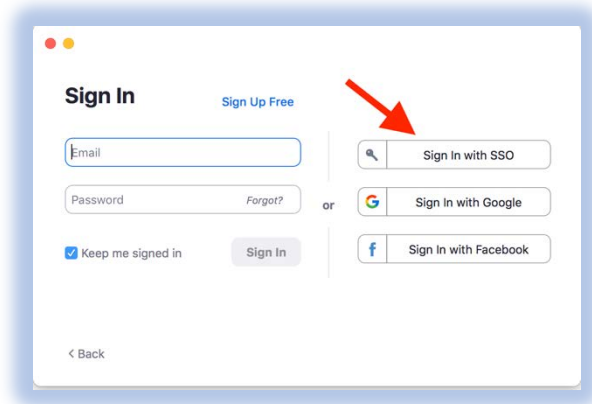 Sign In
Sign Up Free
Email
Password
Forgot?
Keep me signed in
Sign In
or
Sign In with SSO
Sign In with Google
Sign In with Facebook
< Back